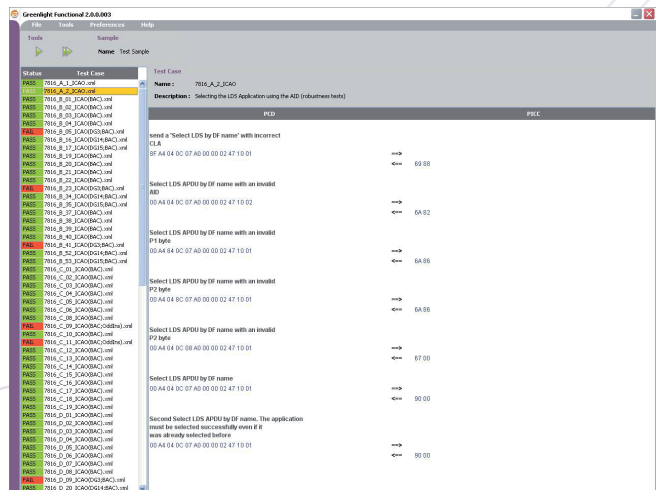 Greenlight Functional 2.0.0.003
File Tools Preferences Help
Tools Sample
Name Test Sample
Status Test Case
PASS 7816_A_1_ICAO.xml
PASS 7816_A_2_ICAO.xml
PASS 7816_B_01_ICAO(BAC).xml
PASS 7816_B_02_ICAO(BAC).xml
PASS 7816_B_03_ICAO(BAC).xml
PASS 7816_B_04_ICAO(BAC).xml
FAIL 7816_B_05_ICAO(DG3;BAC).xml
PASS 7816_B_16_ICAO(DG14;BAC).xml
PASS 7816_B_17_ICAO(DG15;BAC).xml
PASS 7816_B_19_ICAO(BAC).xml
PASS 7816_B_20_ICAO(BAC).xml
PASS 7816_B_21_ICAO(BAC).xml
PASS 7816_B_22_ICAO(BAC).xml
FAIL 7816_B_23_ICAO(DG3;BAC).xml
PASS 7816_B_34_ICAO(DG14;BAC).xml
PASS 7816_B_35_ICAO(DG15;BAC).xml
PASS 7816_B_37_ICAO(BAC).xml
PASS 7816_B_38_ICAO(BAC).xml
PASS 7816_B_39_ICAO(BAC).xml
PASS 7816_B_40_ICAO(BAC).xml
FAIL 7816_B_41_ICAO(DG3;BAC).xml
PASS 7816_B_52_ICAO(DG14;BAC).xml
PASS 7816_B_53_ICAO(DG15;BAC).xml
PASS 7816_C_01_ICAO(BAC).xml
PASS 7816_C_02_ICAO(BAC).xml
PASS 7816_C_03_ICAO(BAC).xml
PASS 7816_C_04_ICAO(BAC).xml
PASS 7816_C_05_ICAO(BAC).xml
PASS 7816_C_06_ICAO(BAC).xml
PASS 7816_C_08_ICAO(BAC).xml
FAIL 7816_C_09_ICAO(BAC;OddIns).xml
PASS 7816_C_10_ICAO(BAC).xml
FAIL 7816_C_11_ICAO(BAC;OddIns).xml
PASS 7816_C_12_ICAO(BAC).xml
PASS 7816_C_13_ICAO(BAC).xml
PASS 7816_C_14_ICAO(BAC).xml
PASS 7816_C_15_ICAO(BAC).xml
PASS 7816_C_16_ICAO(BAC).xml
PASS 7816_C_17_ICAO(BAC).xml
PASS 7816_C_18_ICAO(BAC).xml
PASS 7816_C_19_ICAO(BAC).xml
PASS 7816_D_01_ICAO(BAC).xml
PASS 7816_D_02_ICAO(BAC).xml
PASS 7816_D_03_ICAO(BAC).xml
PASS 7816_D_04_ICAO(BAC).xml
PASS 7816_D_05_ICAO(BAC).xml
PASS 7816_D_06_ICAO(BAC).xml
PASS 7816_D_07_ICAO(BAC).xml
PASS 7816_D_08_ICAO(BAC).xml
FAIL 7816_D_09_ICAO(DG3;BAC).xml
PASS 7816_D_20_ICAO(DG14;BAC).xml
Test Case
Name : 7816_A_2_ICAO
Description : Selecting the LDS Application using the AID (robustness tests)
PCD PICC
send a 'Select LDS by DF name' with incorrect
CLA
8F A4 04 0C 07 A0 00 00 02 47 10 01 ==>
<== 69 88
Select LDS APDU by DF name with an invalid
AID
00 A4 04 0C 07 A0 00 00 02 47 10 02 ==>
<== 6A 82
Select LDS APDU by DF name with an invalid
P1 byte
00 A4 84 0C 07 A0 00 00 02 47 10 01 ==>
<== 6A 86
Select LDS APDU by DF name with an invalid
P2 byte
00 A4 04 8C 07 A0 00 00 02 47 10 01 ==>
<== 6A 86
Select LDS APDU by DF name with an invalid
P2 byte
00 A4 04 0C 08 A0 00 00 02 47 10 01 ==>
<== 67 00
Select LDS APDU by DF name
00 A4 04 0C 07 A0 00 00 02 47 10 01 ==>
<== 90 00
Second Select LDS APDU by DF name. The application
must be selected successfully even if it
was already selected before
00 A4 04 0C 07 A0 00 00 02 47 10 01 ==>
<== 90 00